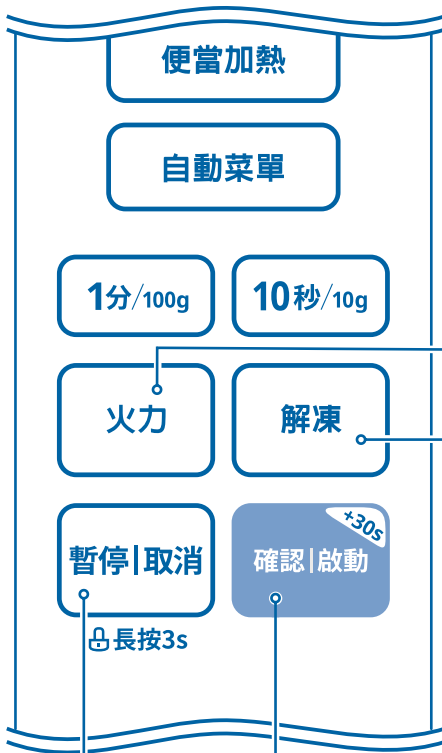 便當加熱
自動菜單
1分/100g
10秒/10g
火力
解凍
暫停|取消
+30s
確認|啟動
長按3s